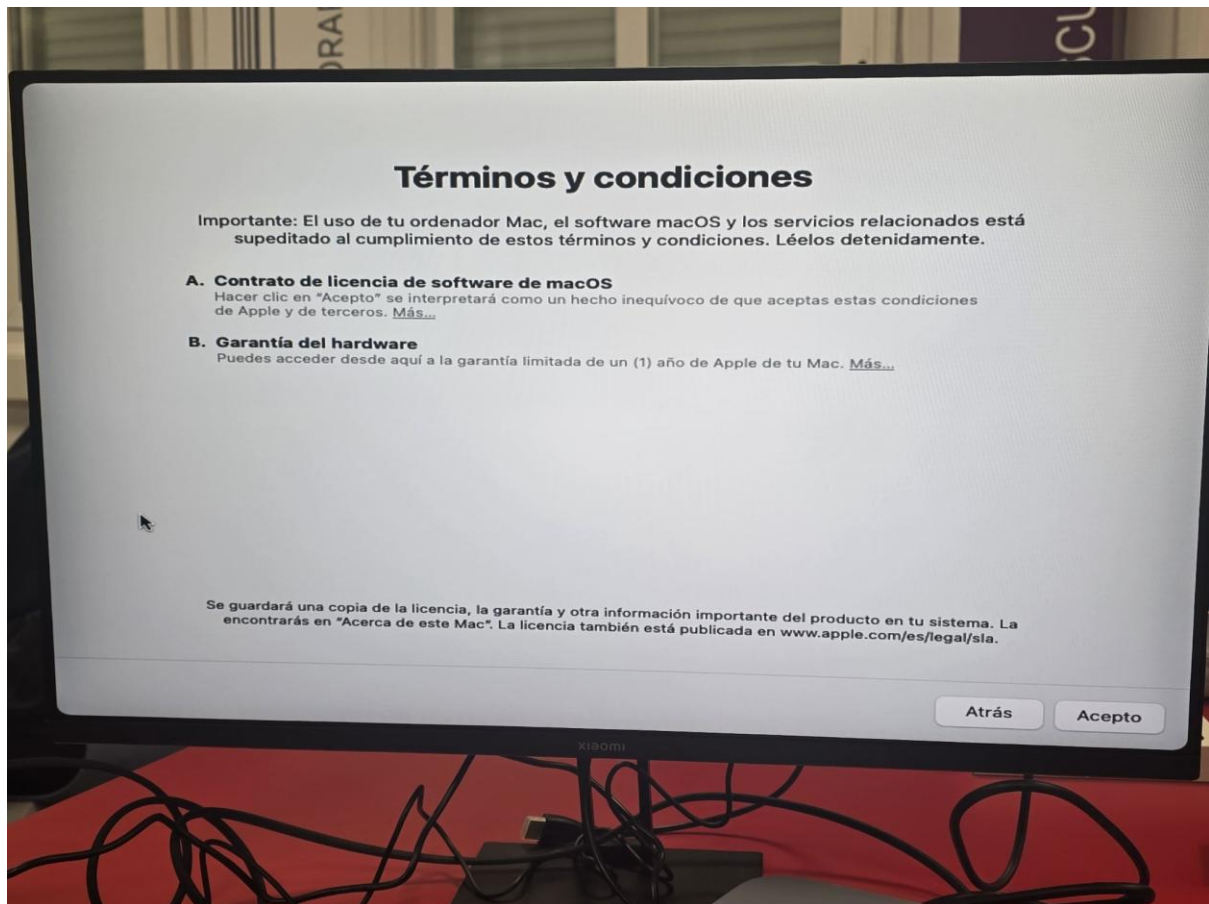 ORA
SCU
Términos y condiciones
Importante: El uso de tu ordenador Mac, el software macOS y los servicios relacionados está
supeditado al cumplimiento de estos términos y condiciones. Léelos detenidamente.
A. Contrato de licencia de software de macOS
Hacer clic en "Acepto" se interpretará como un hecho inequívoco de que aceptas estas condiciones
de Apple y de terceros. Más...
B. Garantía del hardware
Puedes acceder desde aquí a la garantía limitada de un (1) año de Apple de tu Mac. Más...
Se guardará una copia de la licencia, la garantía y otra información importante del producto en tu sistema. La
encontrarás en "Acerca de este Mac". La licencia también está publicada en www.apple.com/es/legal/sla.
Atrás
Acepto
xiaomi